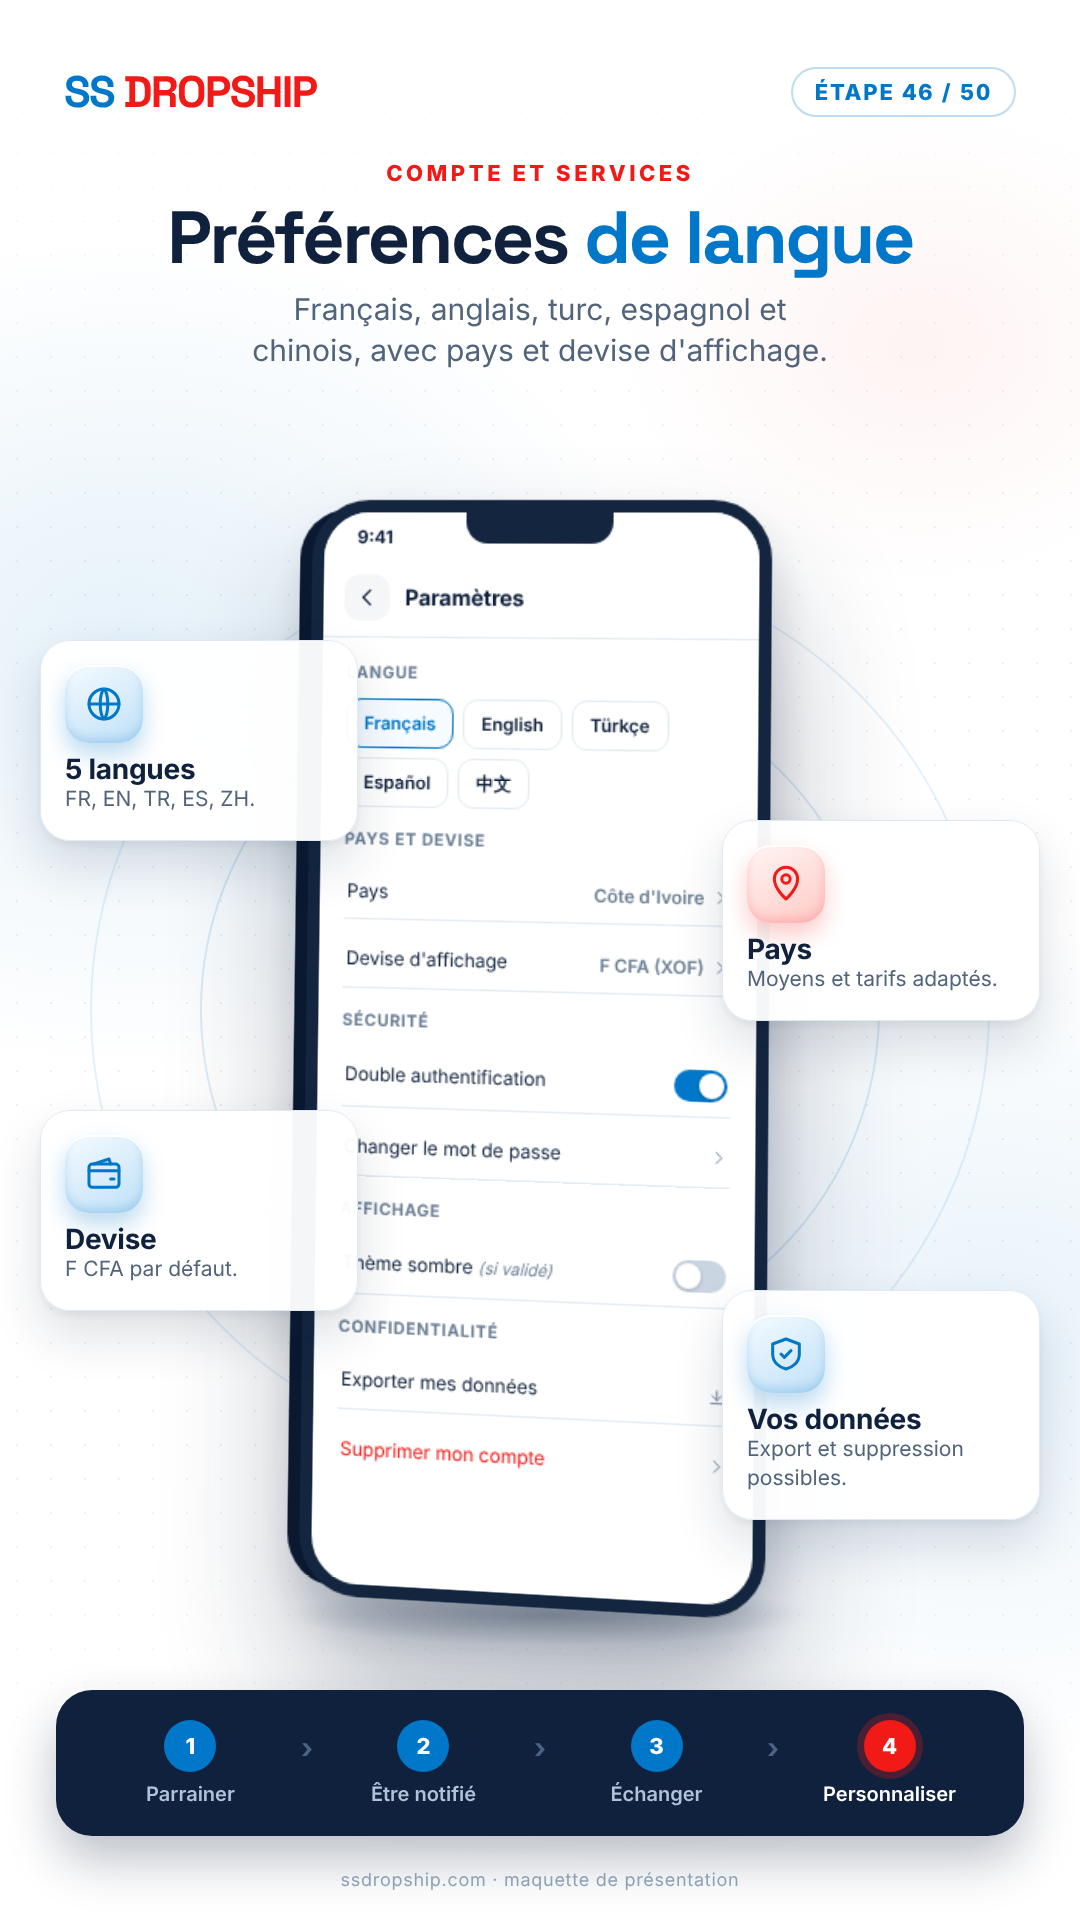 SS DROPSHIP
ÉTAPE 46 / 50
COMPTE ET SERVICES
Préférences de langue
Français, anglais, turc, espagnol et
chinois, avec pays et devise d'affichage.
9:41
Paramètres
LANGUE
Français
English
Türkçe
Español
中文
5 langues
FR, EN, TR, ES, ZH.
PAYS ET DEVISE
Pays
Côte d'Ivoire
Devise d'affichage
F CFA (XOF)
Pays
Moyens et tarifs adaptés.
SÉCURITÉ
Double authentification
Changer le mot de passe
Devise
F CFA par défaut.
AFFICHAGE
Thème sombre (si validé)
CONFIDENTIALITÉ
Exporter mes données
Supprimer mon compte
Vos données
Export et suppression
possibles.
1
Parrainer
2
Être notifié
3
Échanger
4
Personnaliser
ssdropship.com · maquette de présentation